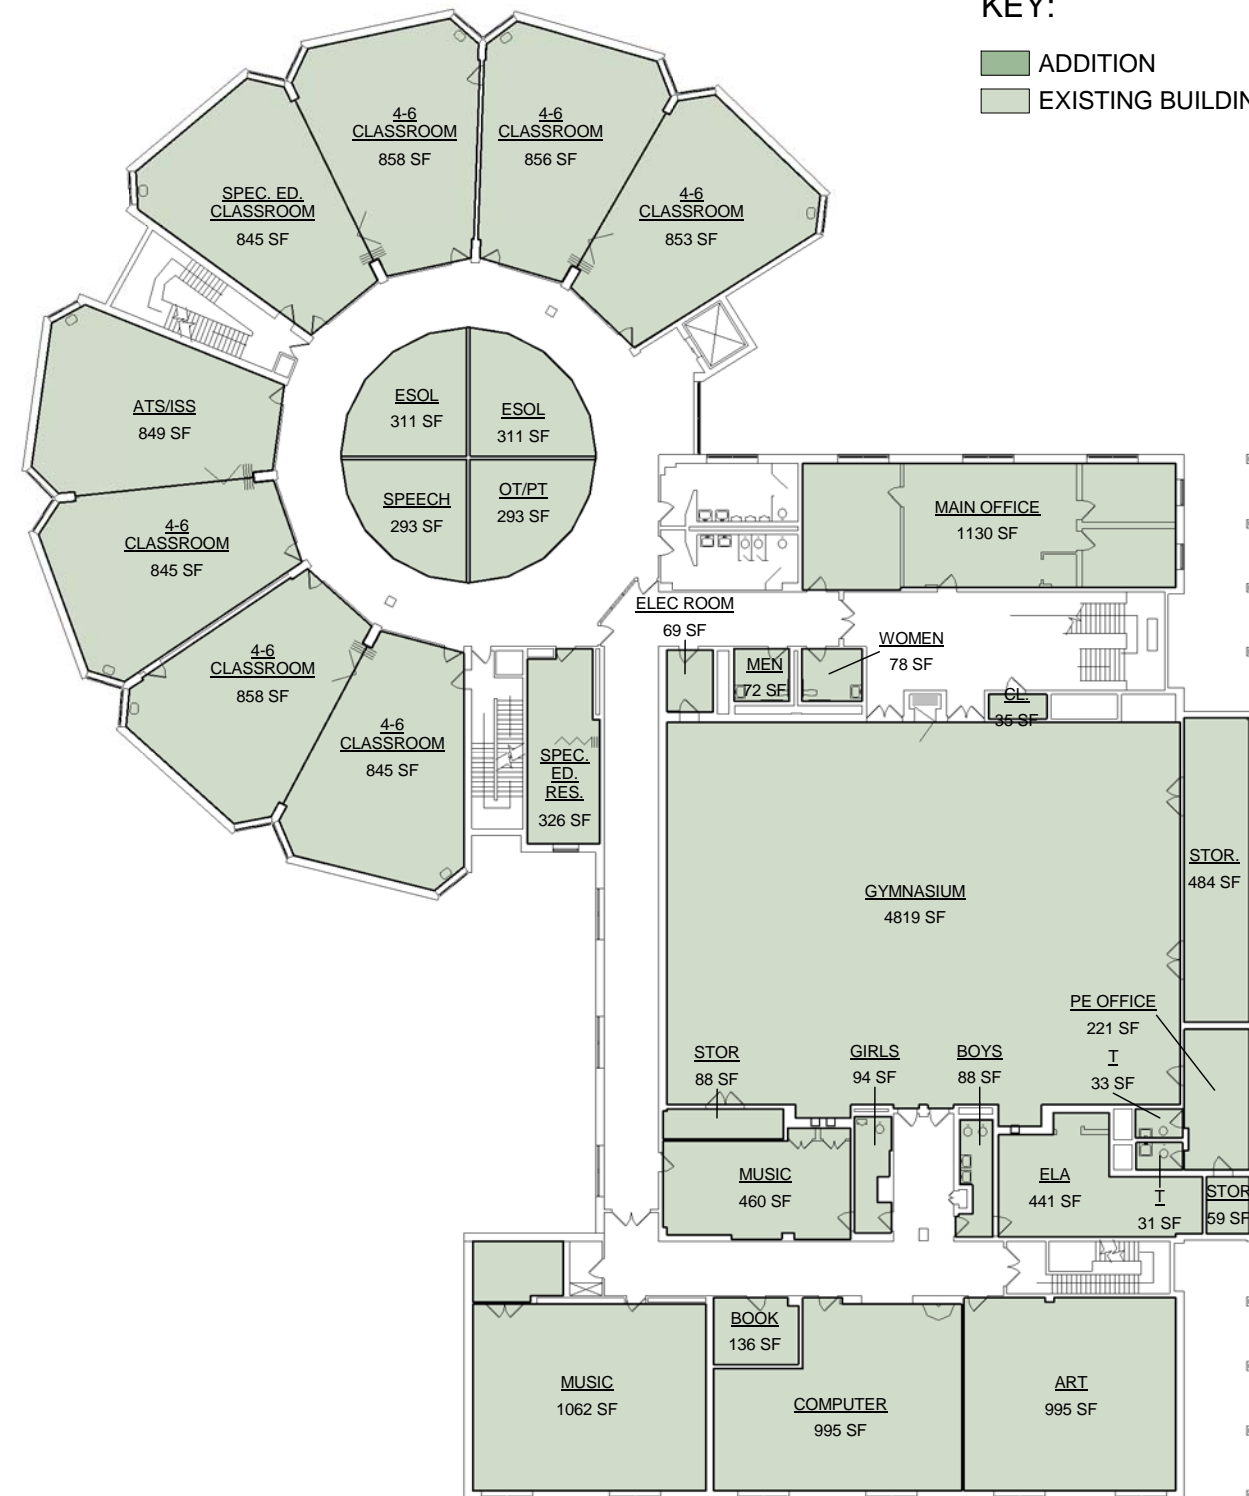 KEY:
ADDITION
EXISTING BUILDIN
4-6
CLASSROOM
858 SF
4-6
CLASSROOM
856 SF
SPEC. ED.
CLASSROOM
845 SF
4-6
CLASSROOM
853 SF
ATS/ISS
849 SF
ESOL
311 SF
ESOL
311 SF
SPEECH
293 SF
OT/PT
293 SF
MAIN OFFICE
1130 SF
4-6
CLASSROOM
845 SF
ELEC ROOM
69 SF
WOMEN
78 SF
MEN
72 SF
CL.
35 SF
4-6
CLASSROOM
858 SF
4-6
CLASSROOM
845 SF
SPEC.
ED.
RES.
326 SF
STOR.
484 SF
GYMNASIUM
4819 SF
PE OFFICE
221 SF
T
33 SF
STOR
88 SF
GIRLS
94 SF
BOYS
88 SF
MUSIC
460 SF
ELA
441 SF
T
31 SF
STOR
59 SF
BOOK
136 SF
MUSIC
1062 SF
COMPUTER
995 SF
ART
995 SF